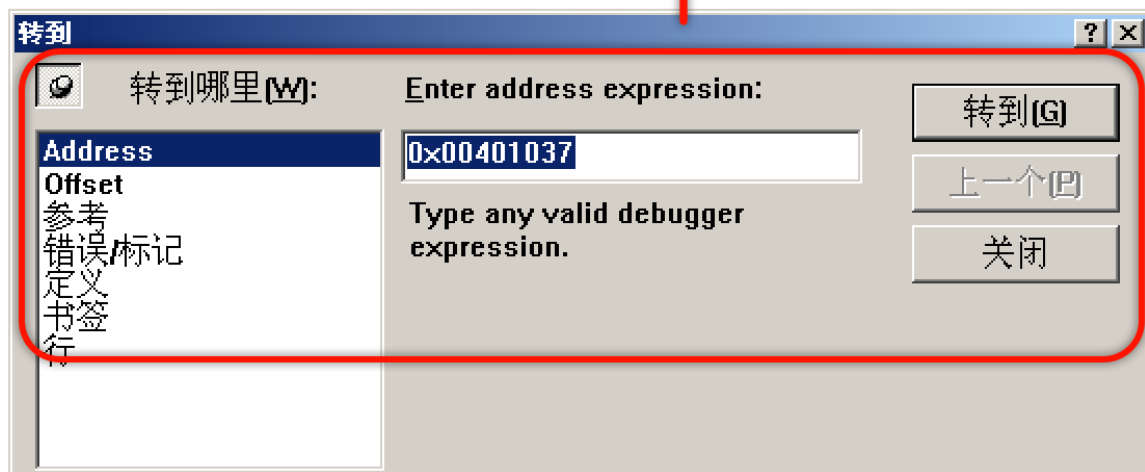 转到
转到哪里(W):
Address
Offset
参考
错误/标记
定义
书签
行
Enter address expression:
0x00401037
Type any valid debugger
expression.
转到(G)
上一个(P)
关闭